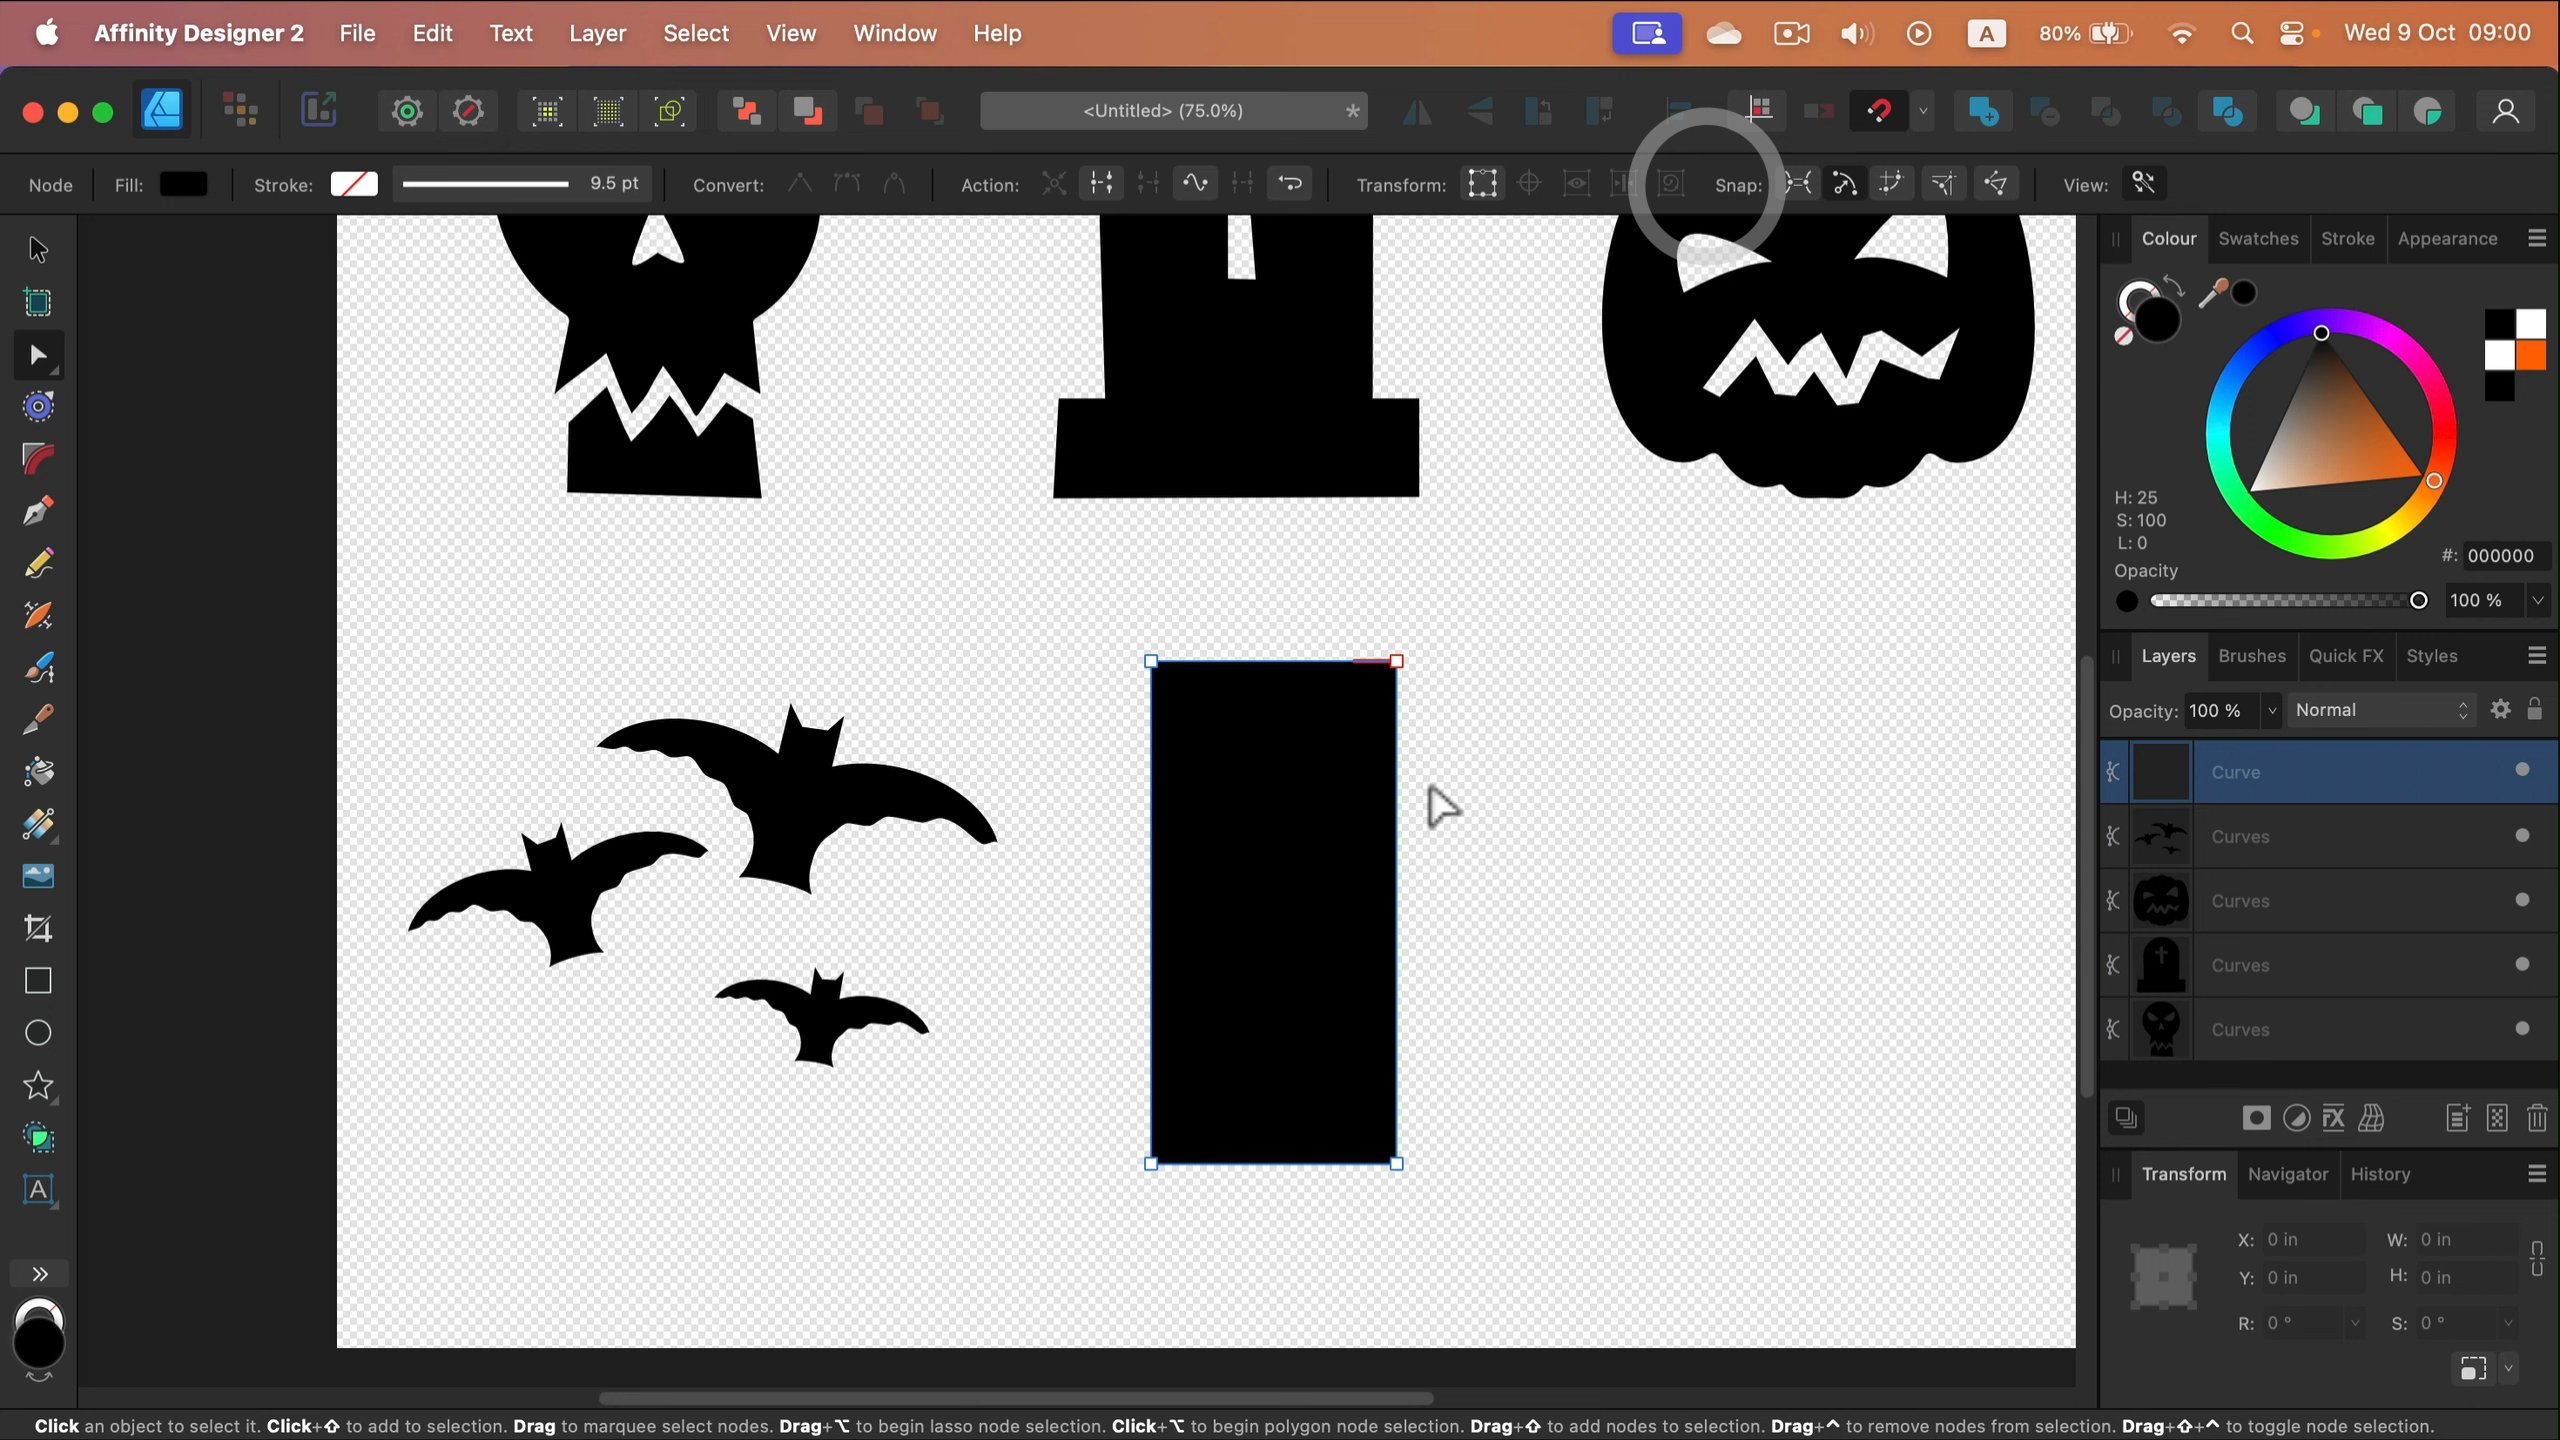 Affinity Designer 2 File Edit Text Layer Select View Window Help A 80% Wed 9 Oct 09:00
<Untitled> (75.0%) *
Node Fill: Stroke: 9.5 pt Convert: Action: Transform: Snap: View:
Colour Swatches Stroke Appearance
H: 25
S: 100
L: 0
#: 000000
Opacity
100 %
Layers Brushes Quick FX Styles
Opacity: 100 % Normal
Curve
Curves
Curves
Curves
Curves
FX
A
Transform Navigator History
X: 0 in W: 0 in
Y: 0 in H: 0 in
R: 0 ° S: 0 °
Click an object to select it. Click+⇧ to add to selection. Drag to marquee select nodes. Drag+⌥ to begin lasso node selection. Click+⌥ to begin polygon node selection. Drag+⇧ to add nodes to selection. Drag+^ to remove nodes from selection. Drag+⇧+^ to toggle node selection.